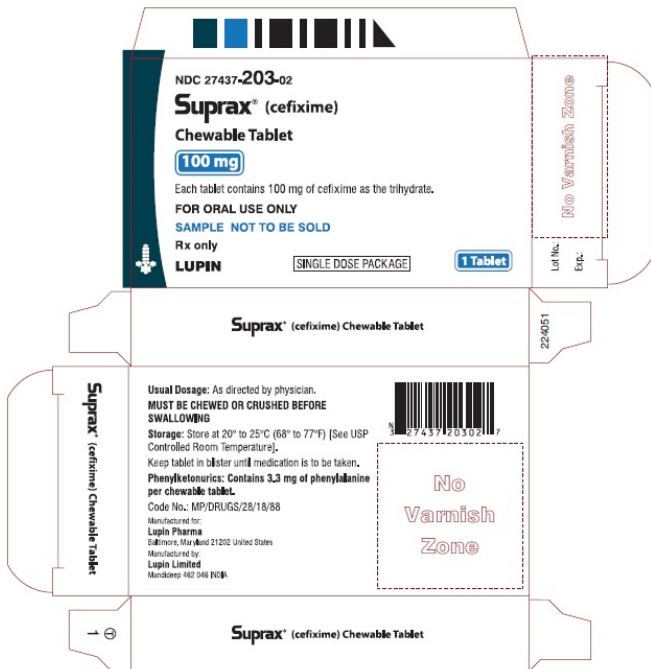 NDC 27437-203-02
Suprax® (cefixime)
Chewable Tablet
100 mg
Each tablet contains 100 mg of cefixime as the trihydrate.
FOR ORAL USE ONLY
SAMPLE NOT TO BE SOLD
Rx only
LUPIN
SINGLE DOSE PACKAGE
1 Tablet
No Varnish Zone
Lot No.:
Exp.:
Suprax® (cefixime) Chewable Tablet
224051
Suprax® (cefixime) Chewable Tablet
Usual Dosage: As directed by physician.
MUST BE CHEWED OR CRUSHED BEFORE
SWALLOWING
Storage: Store at 20° to 25°C (68° to 77°F) [See USP
Controlled Room Temperature].
Keep tablet in blister until medication is to be taken.
Phenylketonurics: Contains 3.3 mg of phenylalanine
per chewable tablet.
Code No.: MP/DRUGS/28/18/88
Manufactured for:
Lupin Pharma
Baltimore, Maryland 21202 United States
Manufactured by:
Lupin Limited
Mandideep 462 046 INDIA
N
3 27437 20302 7
No
Varnish
Zone
1 T
Suprax® (cefixime) Chewable Tablet